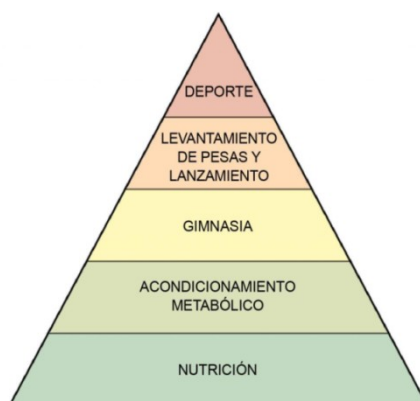 DEPORTE
LEVANTAMIENTO
DE PESAS Y
LANZAMIENTO
GIMNASIA
ACONDICIONAMIENTO
METABÓLICO
NUTRICIÓN